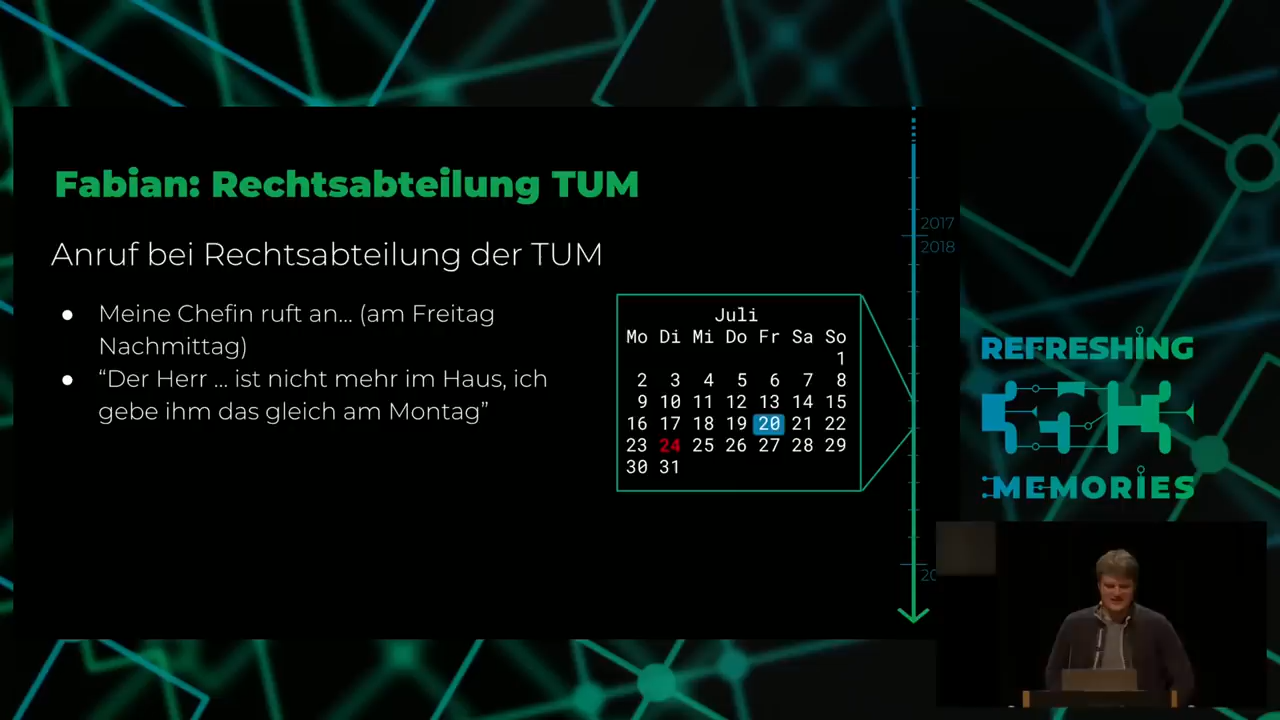 Fabian: Rechtsabteilung TUM
Anruf bei Rechtsabteilung der TUM
● Meine Chefin ruft an... (am Freitag
Nachmittag)
● “Der Herr ... ist nicht mehr im Haus, ich
gebe ihm das gleich am Montag”
Juli
Mo Di Mi Do Fr Sa So
1
2 3 4 5 6 7 8
9 10 11 12 13 14 15
16 17 18 19 20 21 22
23 24 25 26 27 28 29
30 31
2017
2018
20
REFRESHING
MEMORIES